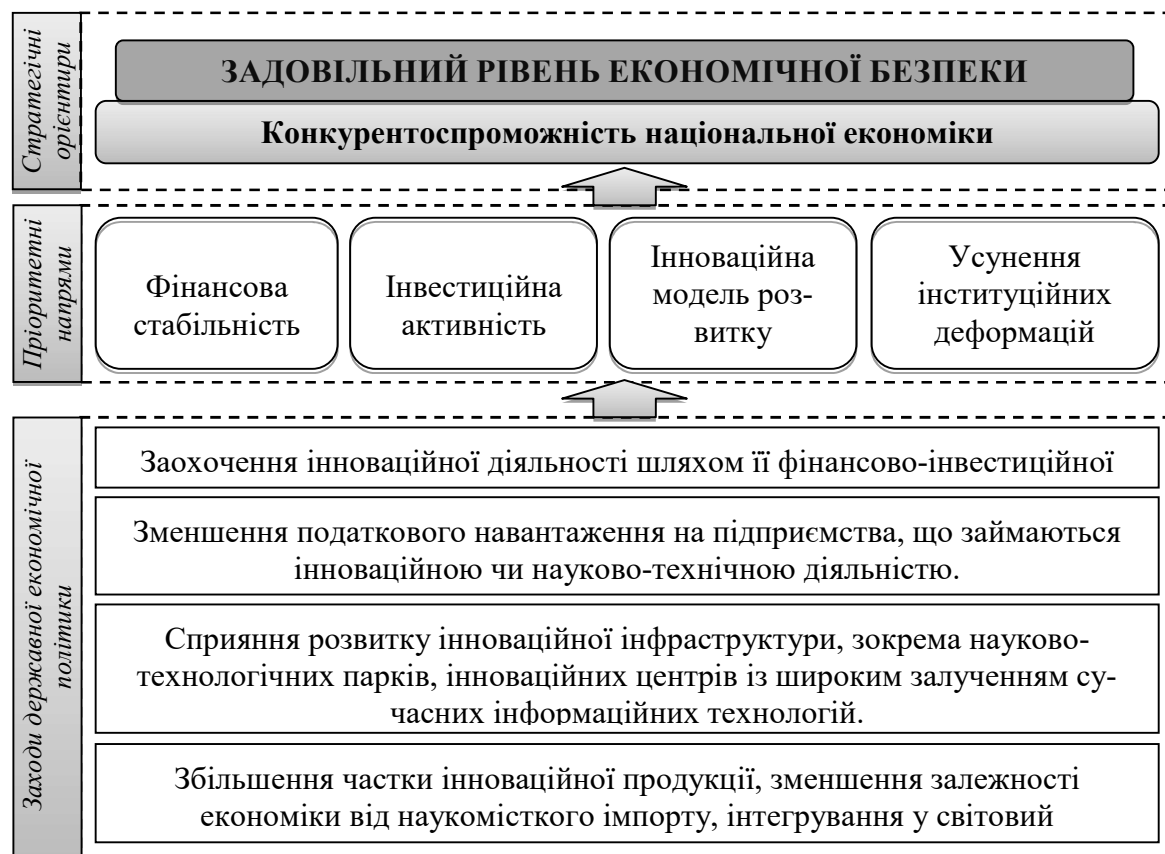 Стратегічні
орієнтири
ЗАДОВІЛЬНИЙ РІВЕНЬ ЕКОНОМІЧНОЇ БЕЗПЕКИ
Конкурентоспроможність національної економіки
Пріоритетні
напрями
Фінансова
стабільність
Інвестиційна
активність
Інноваційна
модель роз-
витку
Усунення
інституційних
деформацій
Заходи державної економічної
політики
Заохочення інноваційної діяльності шляхом її фінансово-інвестиційної
Зменшення податкового навантаження на підприємства, що займаються
інноваційною чи науково-технічною діяльністю.
Сприяння розвитку інноваційної інфраструктури, зокрема науково-
технологічних парків, інноваційних центрів із широким залученням су-
часних інформаційних технологій.
Збільшення частки інноваційної продукції, зменшення залежності
економіки від наукомісткого імпорту, інтегрування у світовий